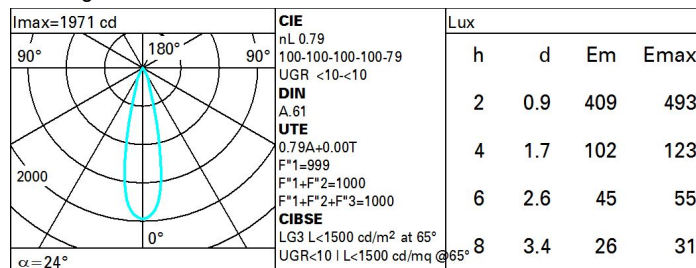 Imax=1971 cd
90° 180° 90°
2000
0°
α=24°
CIE
nL 0.79
100-100-100-100-79
UGR <10-<10
DIN
A.61
UTE
0.79A+0.00T
F"1=999
F"1+F"2=1000
F"1+F"2+F"3=1000
CIBSE
LG3 L<1500 cd/m² at 65°
UGR<10 | L<1500 cd/mq @65°
Lux
h d Em Emax
2 0.9 409 493
4 1.7 102 123
6 2.6 45 55
8 3.4 26 31